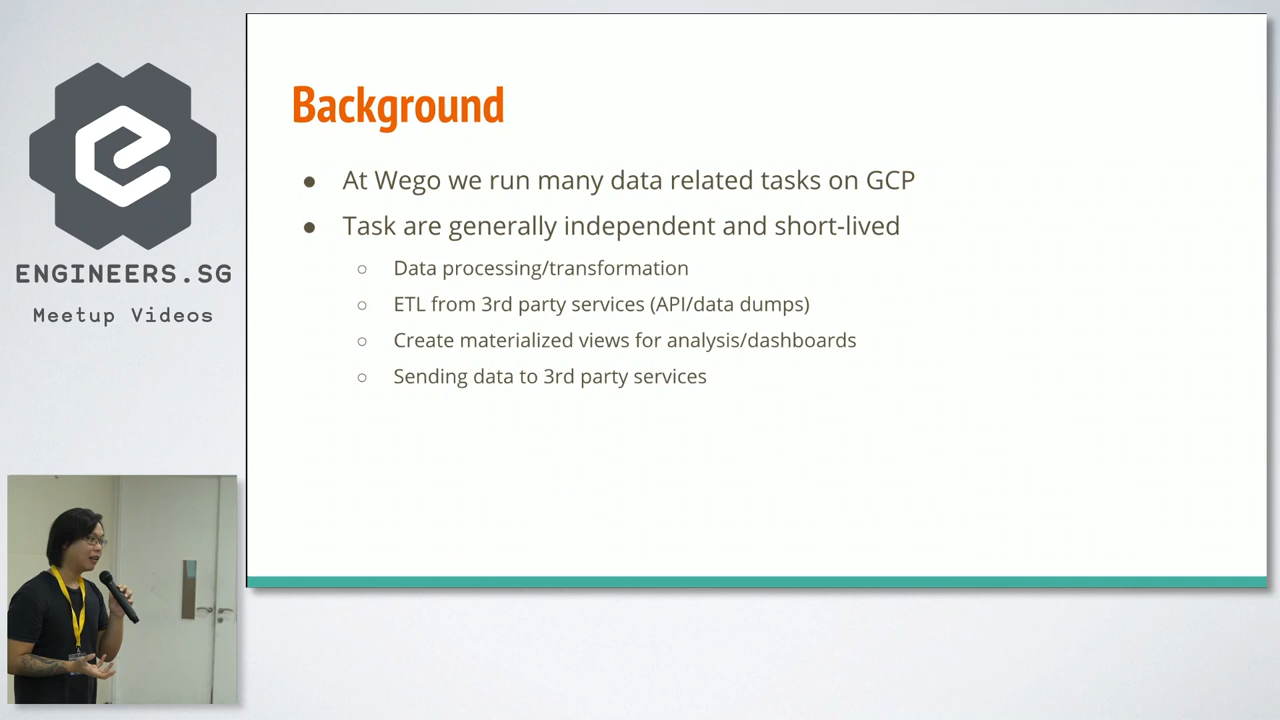 ENGINEERS.SG
Meetup Videos
Background
● At Wego we run many data related tasks on GCP
● Task are generally independent and short-lived
○ Data processing/transformation
○ ETL from 3rd party services (API/data dumps)
○ Create materialized views for analysis/dashboards
○ Sending data to 3rd party services